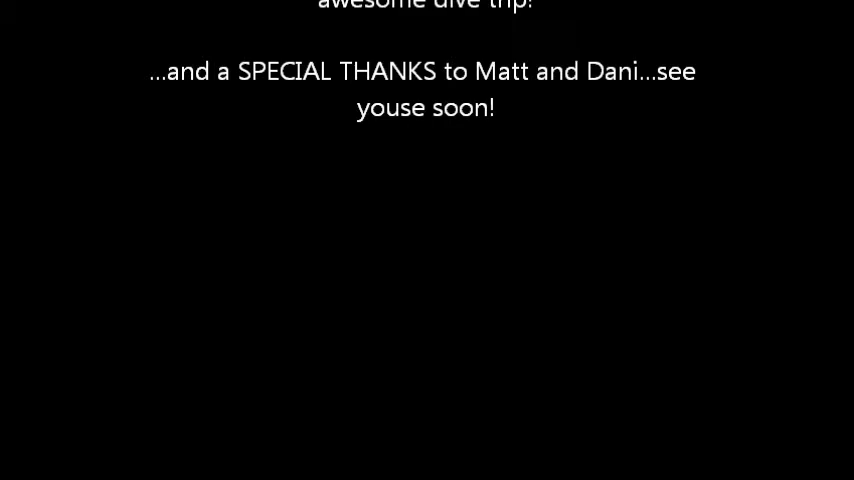 awesome dive trip!
...and a SPECIAL THANKS to Matt and Dani...see
youse soon!